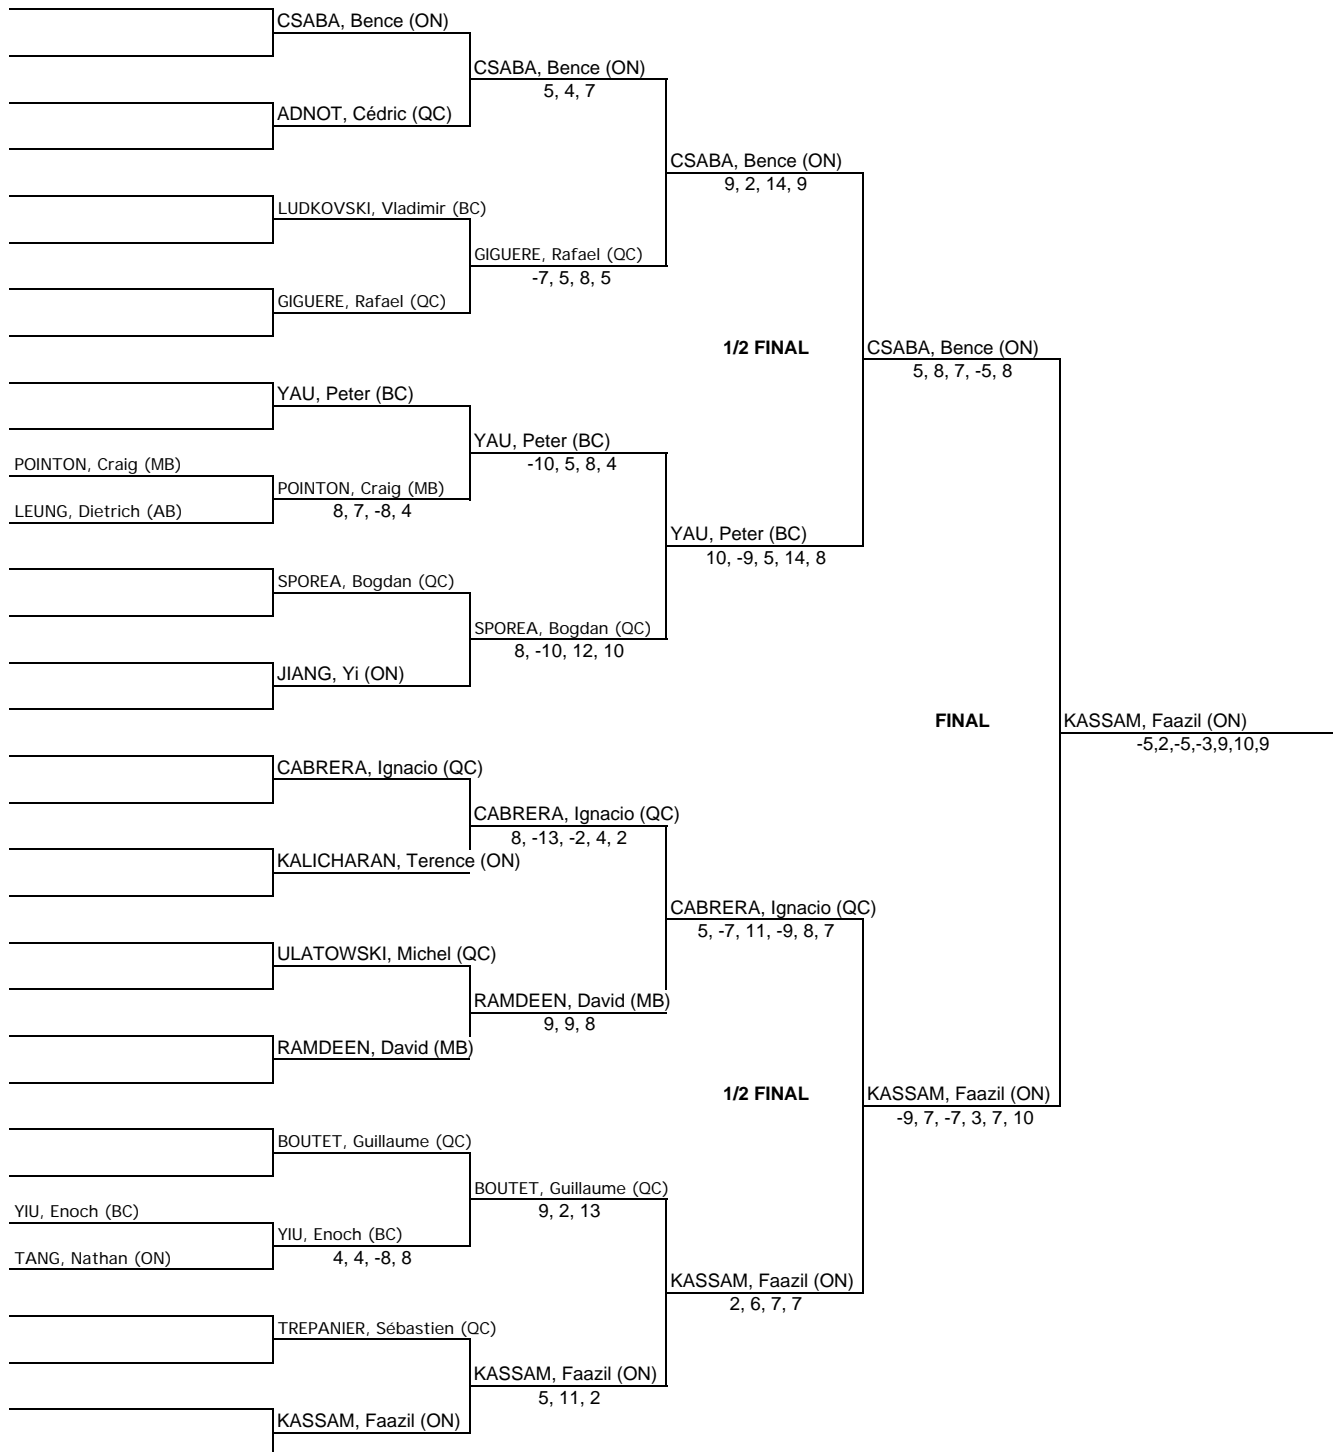 CSABA, Bence (ON)
CSABA, Bence (ON)
5, 4, 7
ADNOT, Cédric (QC)
CSABA, Bence (ON)
9, 2, 14, 9
LUDKOVSKI, Vladimir (BC)
GIGUERE, Rafael (QC)
-7, 5, 8, 5
GIGUERE, Rafael (QC)
1/2 FINAL
CSABA, Bence (ON)
5, 8, 7, -5, 8
YAU, Peter (BC)
YAU, Peter (BC)
-10, 5, 8, 4
POINTON, Craig (MB)
POINTON, Craig (MB)
8, 7, -8, 4
LEUNG, Dietrich (AB)
YAU, Peter (BC)
10, -9, 5, 14, 8
SPOREA, Bogdan (QC)
SPOREA, Bogdan (QC)
8, -10, 12, 10
JIANG, Yi (ON)
FINAL
KASSAM, Faazil (ON)
-5,2,-5,-3,9,10,9
CABRERA, Ignacio (QC)
CABRERA, Ignacio (QC)
8, -13, -2, 4, 2
KALICHARAN, Terence (ON)
CABRERA, Ignacio (QC)
5, -7, 11, -9, 8, 7
ULATOWSKI, Michel (QC)
RAMDEEN, David (MB)
9, 9, 8
RAMDEEN, David (MB)
1/2 FINAL
KASSAM, Faazil (ON)
-9, 7, -7, 3, 7, 10
BOUTET, Guillaume (QC)
BOUTET, Guillaume (QC)
9, 2, 13
YIU, Enoch (BC)
YIU, Enoch (BC)
4, 4, -8, 8
TANG, Nathan (ON)
KASSAM, Faazil (ON)
2, 6, 7, 7
TREPANIER, Sébastien (QC)
KASSAM, Faazil (ON)
5, 11, 2
KASSAM, Faazil (ON)